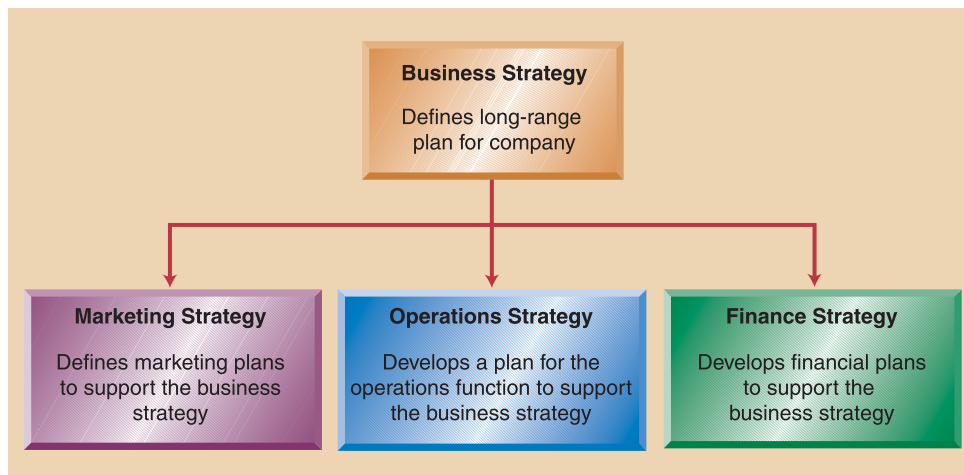 Business Strategy
Defines long-range
plan for company
Marketing Strategy
Defines marketing plans
to support the business
strategy
Operations Strategy
Develops a plan for the
operations function to support
the business strategy
Finance Strategy
Develops financial plans
to support the
business strategy